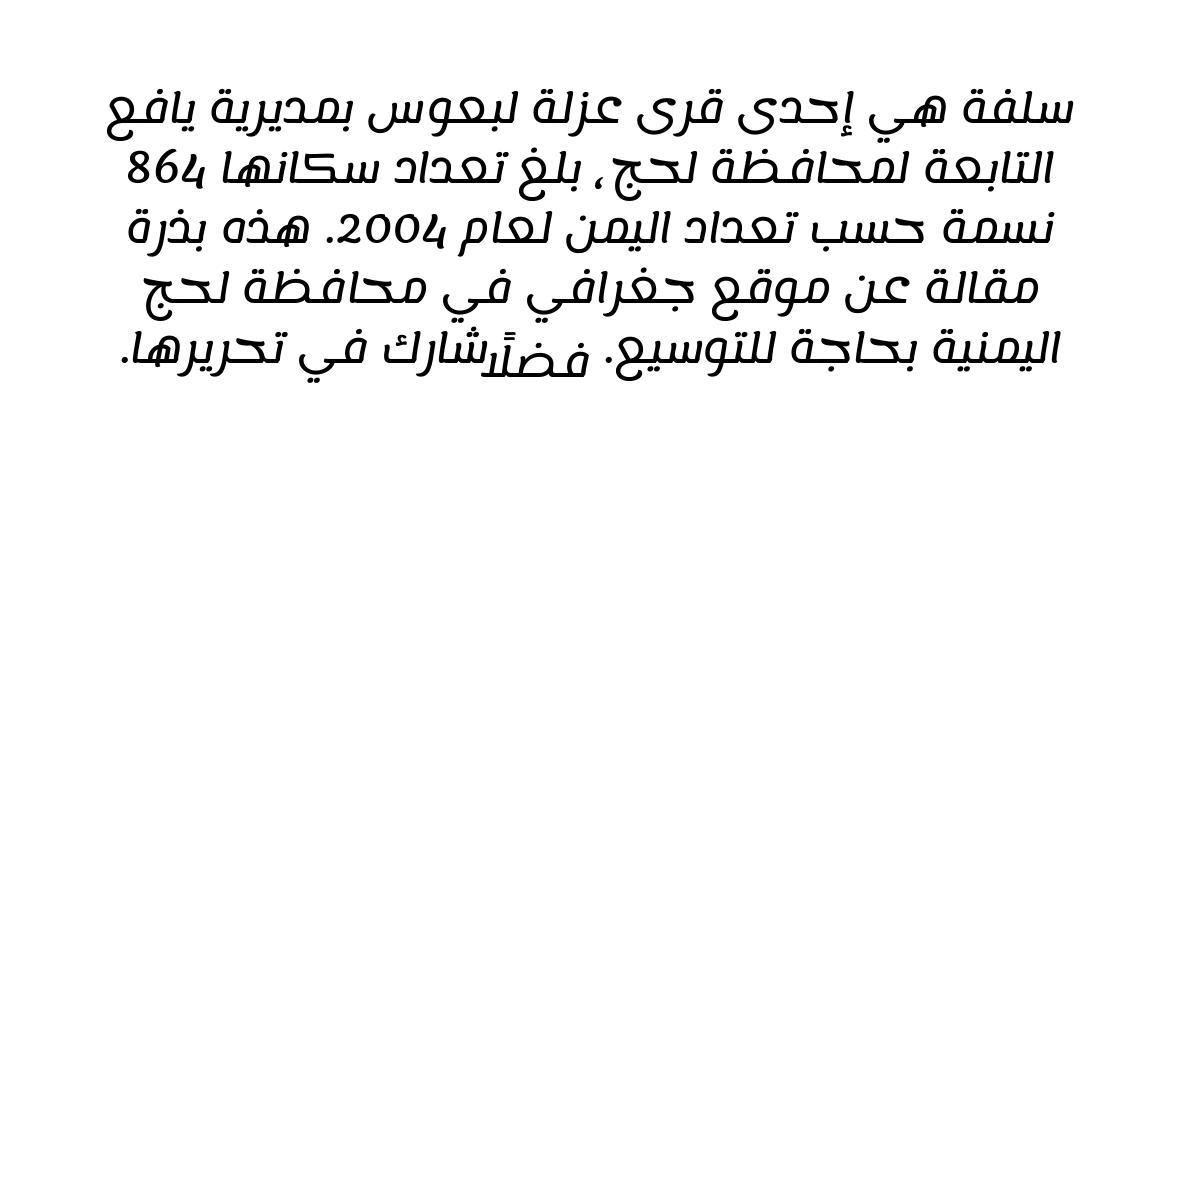 سلفة هي إحدى قرى عزلة لبعوس بمديرية يافع
التابعة لمحافظة لحج، بلغ تعداد سكانها 864
نسمة حسب تعداد اليمن لعام 2004. هذه بذرة
مقالة عن موقع جغرافي في محافظة لحج
اليمنية بحاجة للتوسيع. فضلًا شارك في تحريرها.